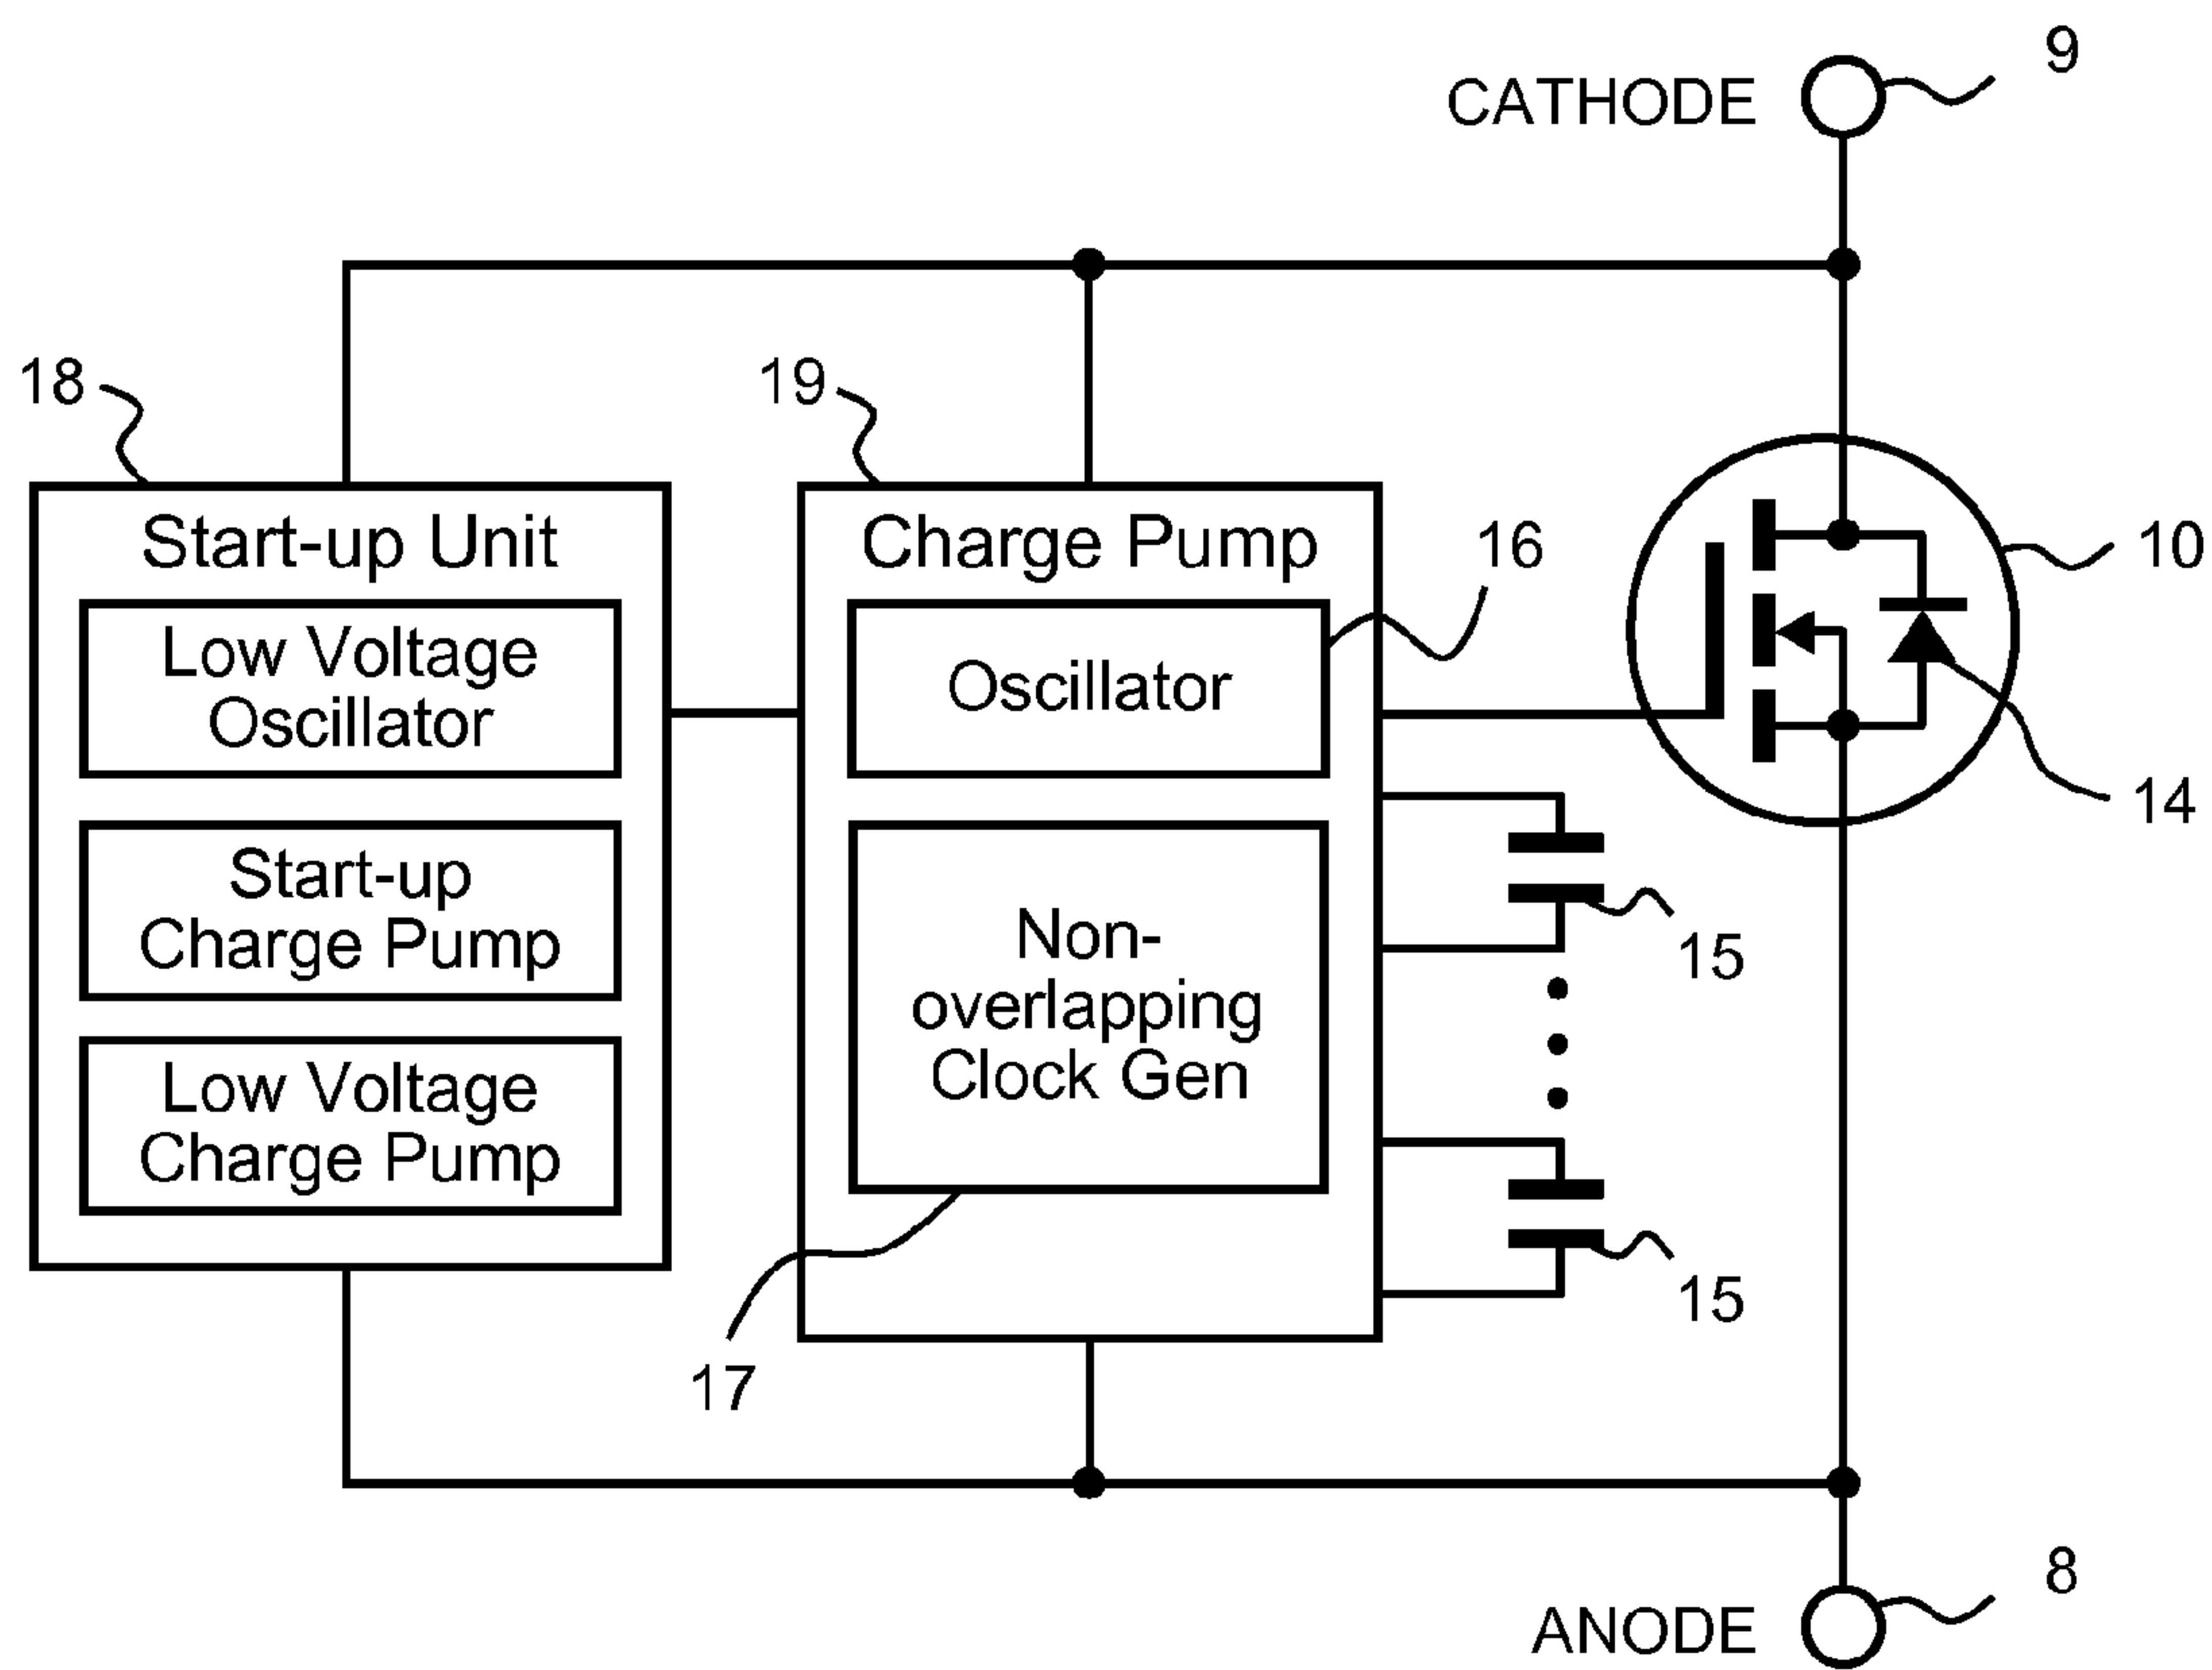 9
CATHODE
18
19
Start-up Unit
Low Voltage
Oscillator
Start-up
Charge Pump
Low Voltage
Charge Pump
Charge Pump
Oscillator
Non-
overlapping
Clock Gen
16
10
14
15
15
17
8
ANODE